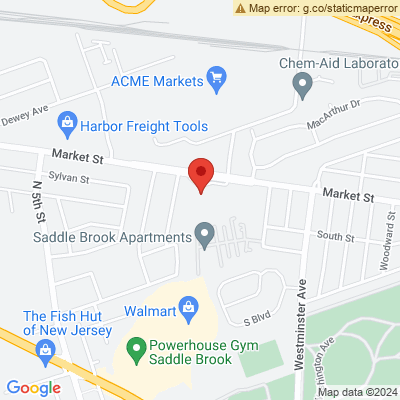 Map error: g.co/staticmaperror
Express
ACME Markets
Chem-Aid Laborato
Dewey Ave
MacArthur Dr
Harbor Freight Tools
Market St
Sylvan St
Market St
N 5th St
Saddle Brook Apartments
South St
Woodward St
Walmart
S Blvd
Westminster Ave
The Fish Hut
of New Jersey
Powerhouse Gym
Saddle Brook
hington Ave
Google
Map data ©2024